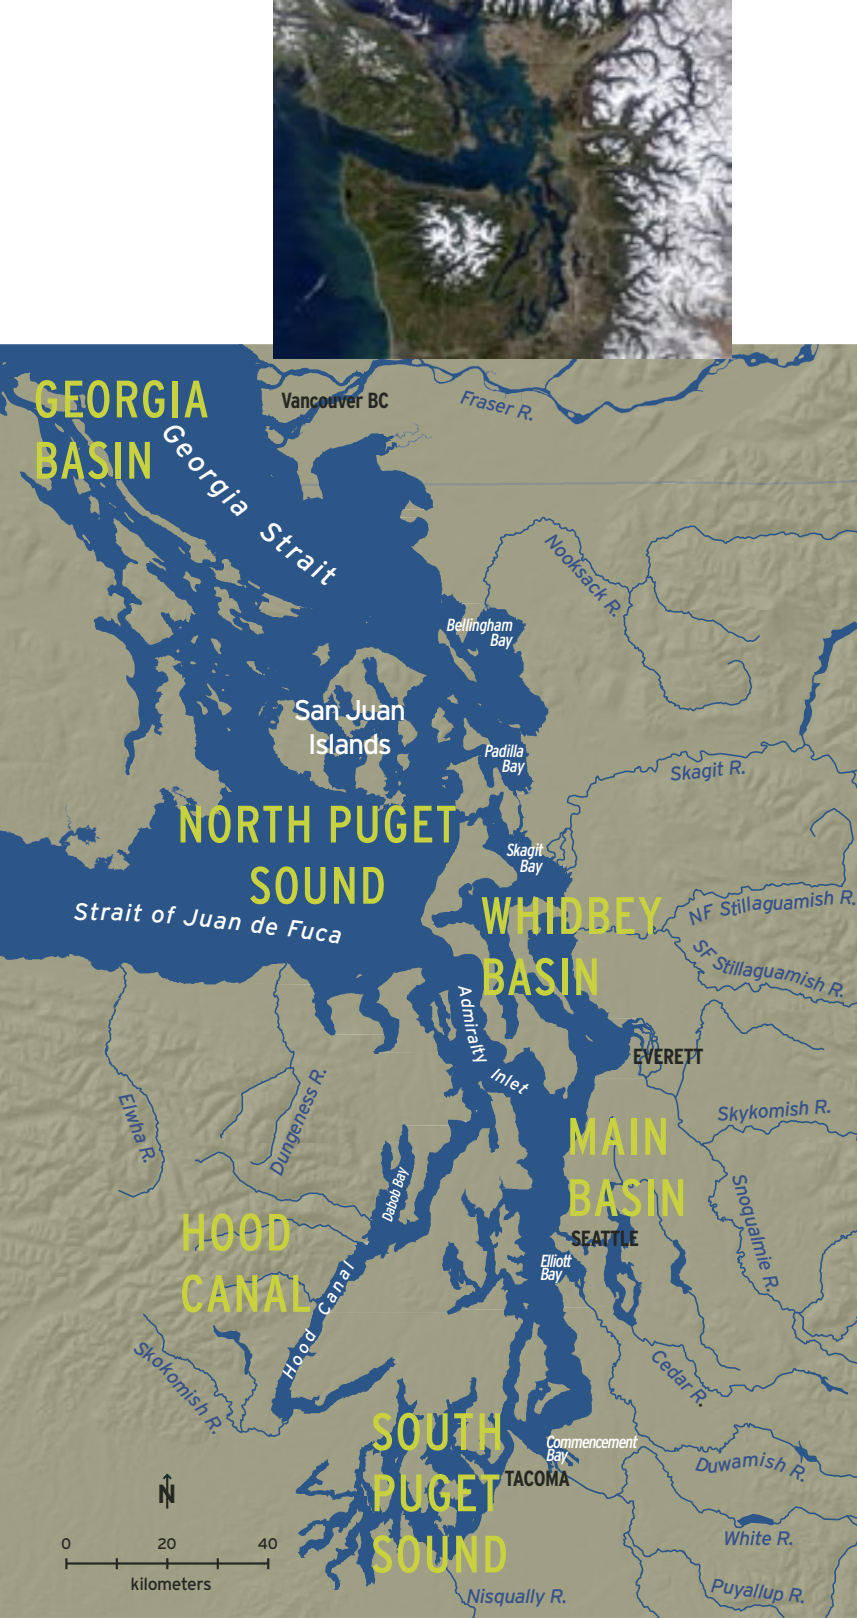 GEORGIA
BASIN
Vancouver BC
Fraser R.
Georgia Strait
Nooksack R.
Bellingham
Bay
San Juan
Islands
Padilla
Bay
Skagit R.
NORTH PUGET
SOUND
Skagit
Bay
Strait of Juan de Fuca
WHIDBEY
BASIN
NF Stillaguamish R.
SF Stillaguamish R.
Admiralty
Inlet
EVERETT
Elwha R.
Dungeness R.
Skykomish R.
MAIN
BASIN
Snoqualmie R.
Dabob Bay
HOOD
CANAL
SEATTLE
Elliott
Bay
Hood Canal
Skokomish R.
Cedar R.
SOUTH
PUGET
SOUND
Commencement
Bay
TACOMA
Duwamish R.
N
0 20 40
kilometers
White R.
Nisqually R.
Puyallup R.